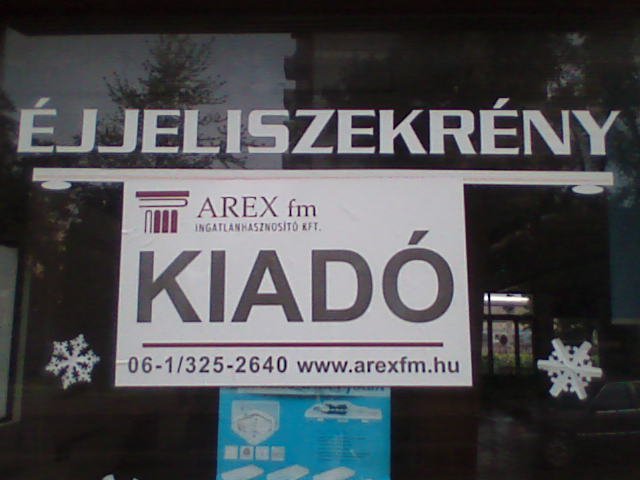 ÉJJELISZEKRÉNY
AREX fm
INGATLANHASZNOSÍTÓ KFT.
KIADÓ
06-1/325-2640 www.arexfm.hu